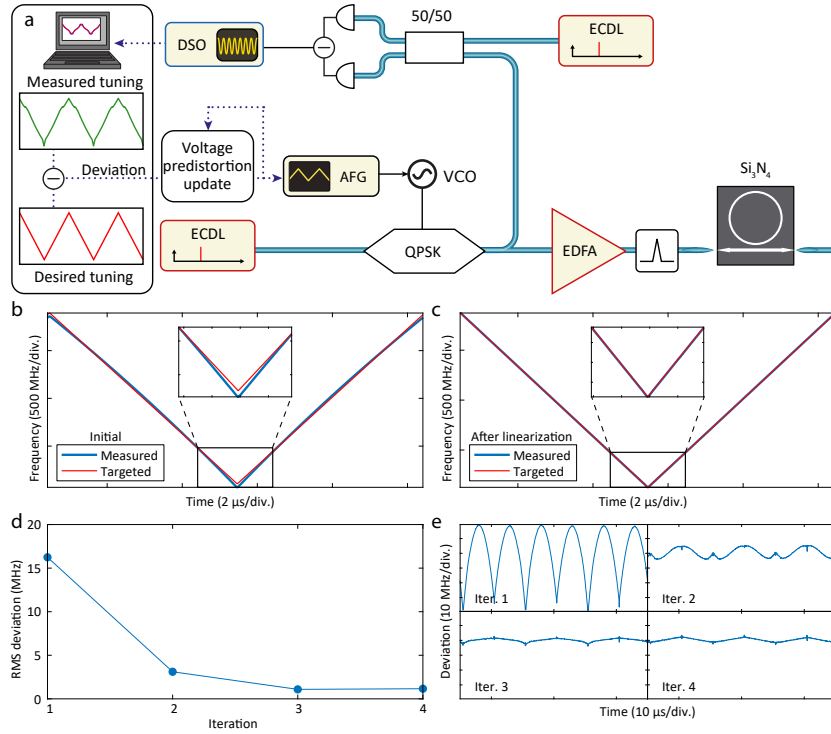 a
DSO
50/50
ECDL
Measured tuning
Deviation
Voltage
predistortion
update
AFG
VCO
Si3N4
ECDL
QPSK
EDFA
Desired tuning
b
Frequency (500 MHz/div.)
Initial
Measured
Targeted
Time (2 μs/div.)
c
Frequency (500 MHz/div.)
After linearization
Measured
Targeted
Time (2 μs/div.)
d
RMS deviation (MHz)
20
15
10
5
0
1
2
3
4
Iteration
e
Deviation (10 MHz/div.)
Iter. 1
Iter. 2
Iter. 3
Iter. 4
Time (10 μs/div.)